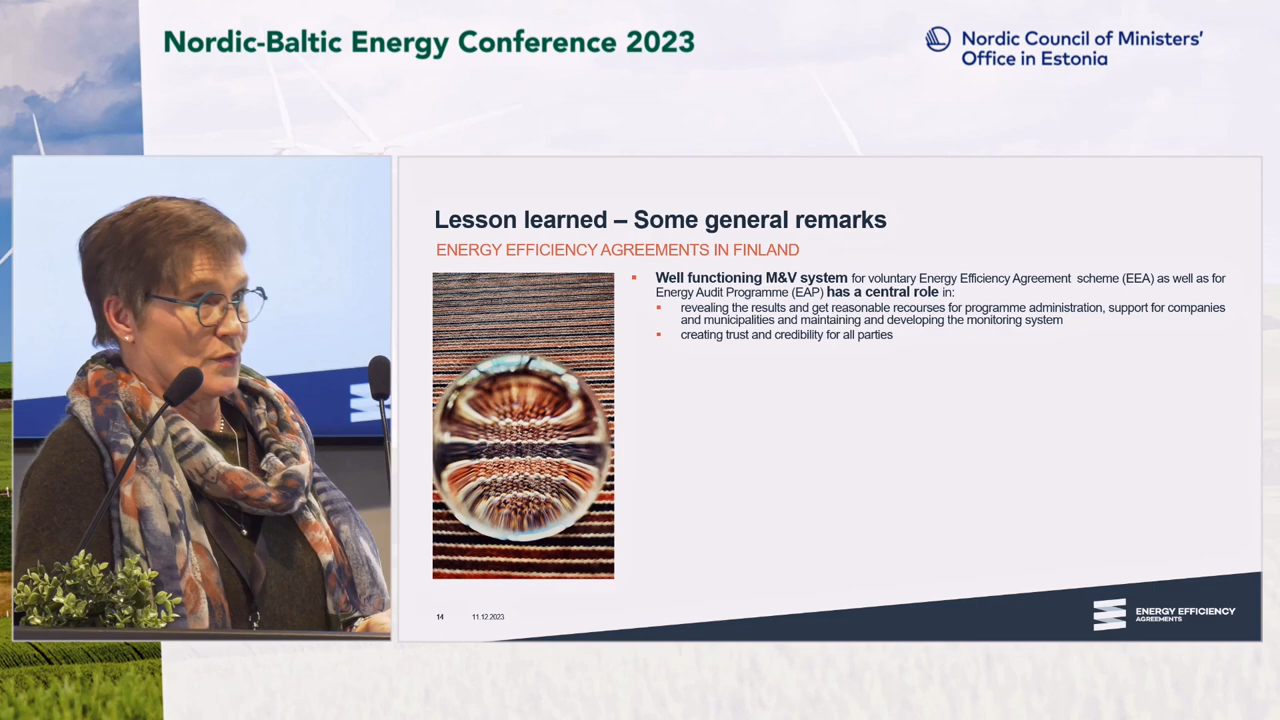 Nordic-Baltic Energy Conference 2023
Nordic Council of Ministers'
Office in Estonia
Lesson learned – Some general remarks
ENERGY EFFICIENCY AGREEMENTS IN FINLAND
Well functioning M&V system for voluntary Energy Efficiency Agreement scheme (EEA) as well as for
Energy Audit Programme (EAP) has a central role in:
revealing the results and get reasonable recourses for programme administration, support for companies
and municipalities and maintaining and developing the monitoring system
creating trust and credibility for all parties
14 11.12.2023
ENERGY EFFICIENCY
AGREEMENTS